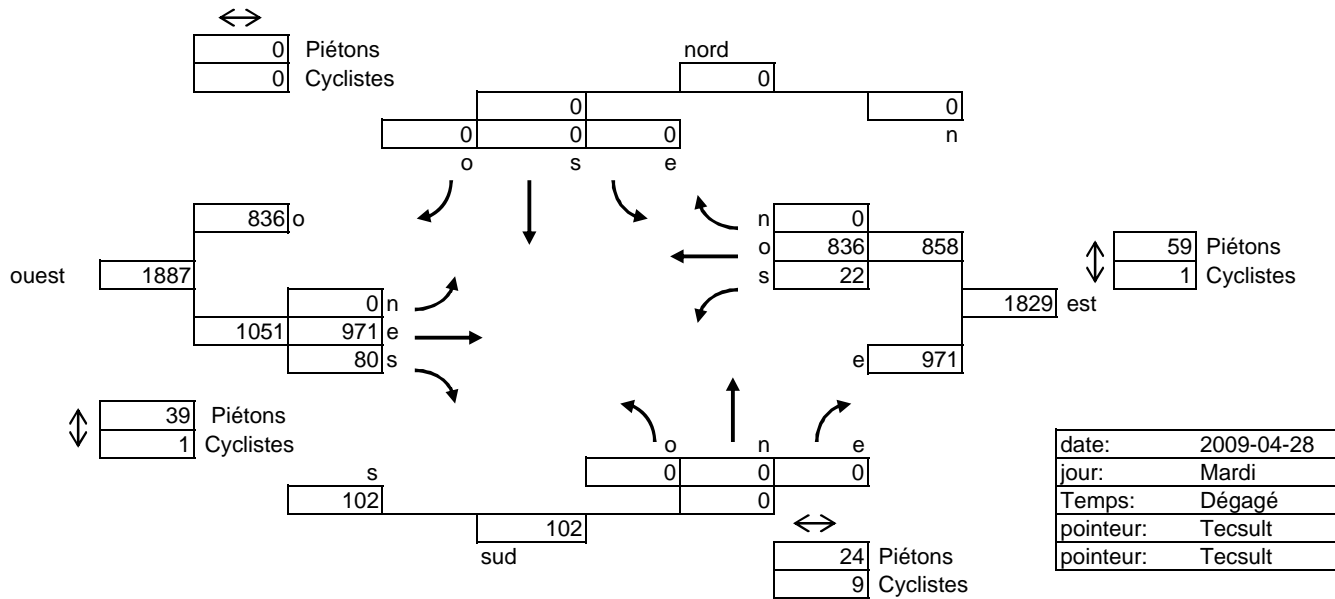 0 Piétons
0 Cyclistes
nord
0
0 0
0 0 0 n
o s e
836 o
n 0
o 836 858
s 22
59 Piétons
1 Cyclistes
ouest 1887
0 n
1051 971 e
80 s
1829 est
e 971
39 Piétons
1 Cyclistes
o n e
0 0 0
0
s
102
102
sud
24 Piétons
9 Cyclistes
date: 2009-04-28
jour: Mardi
Temps: Dégagé
pointeur: Tecsult
pointeur: Tecsult